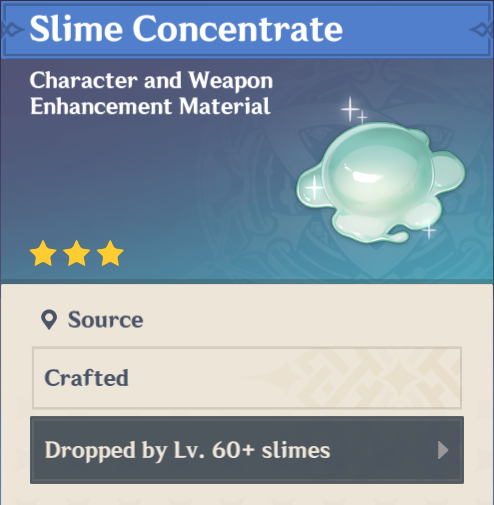 Slime Concentrate
Character and Weapon
Enhancement Material
Source
Crafted
Dropped by Lv. 60+ slimes